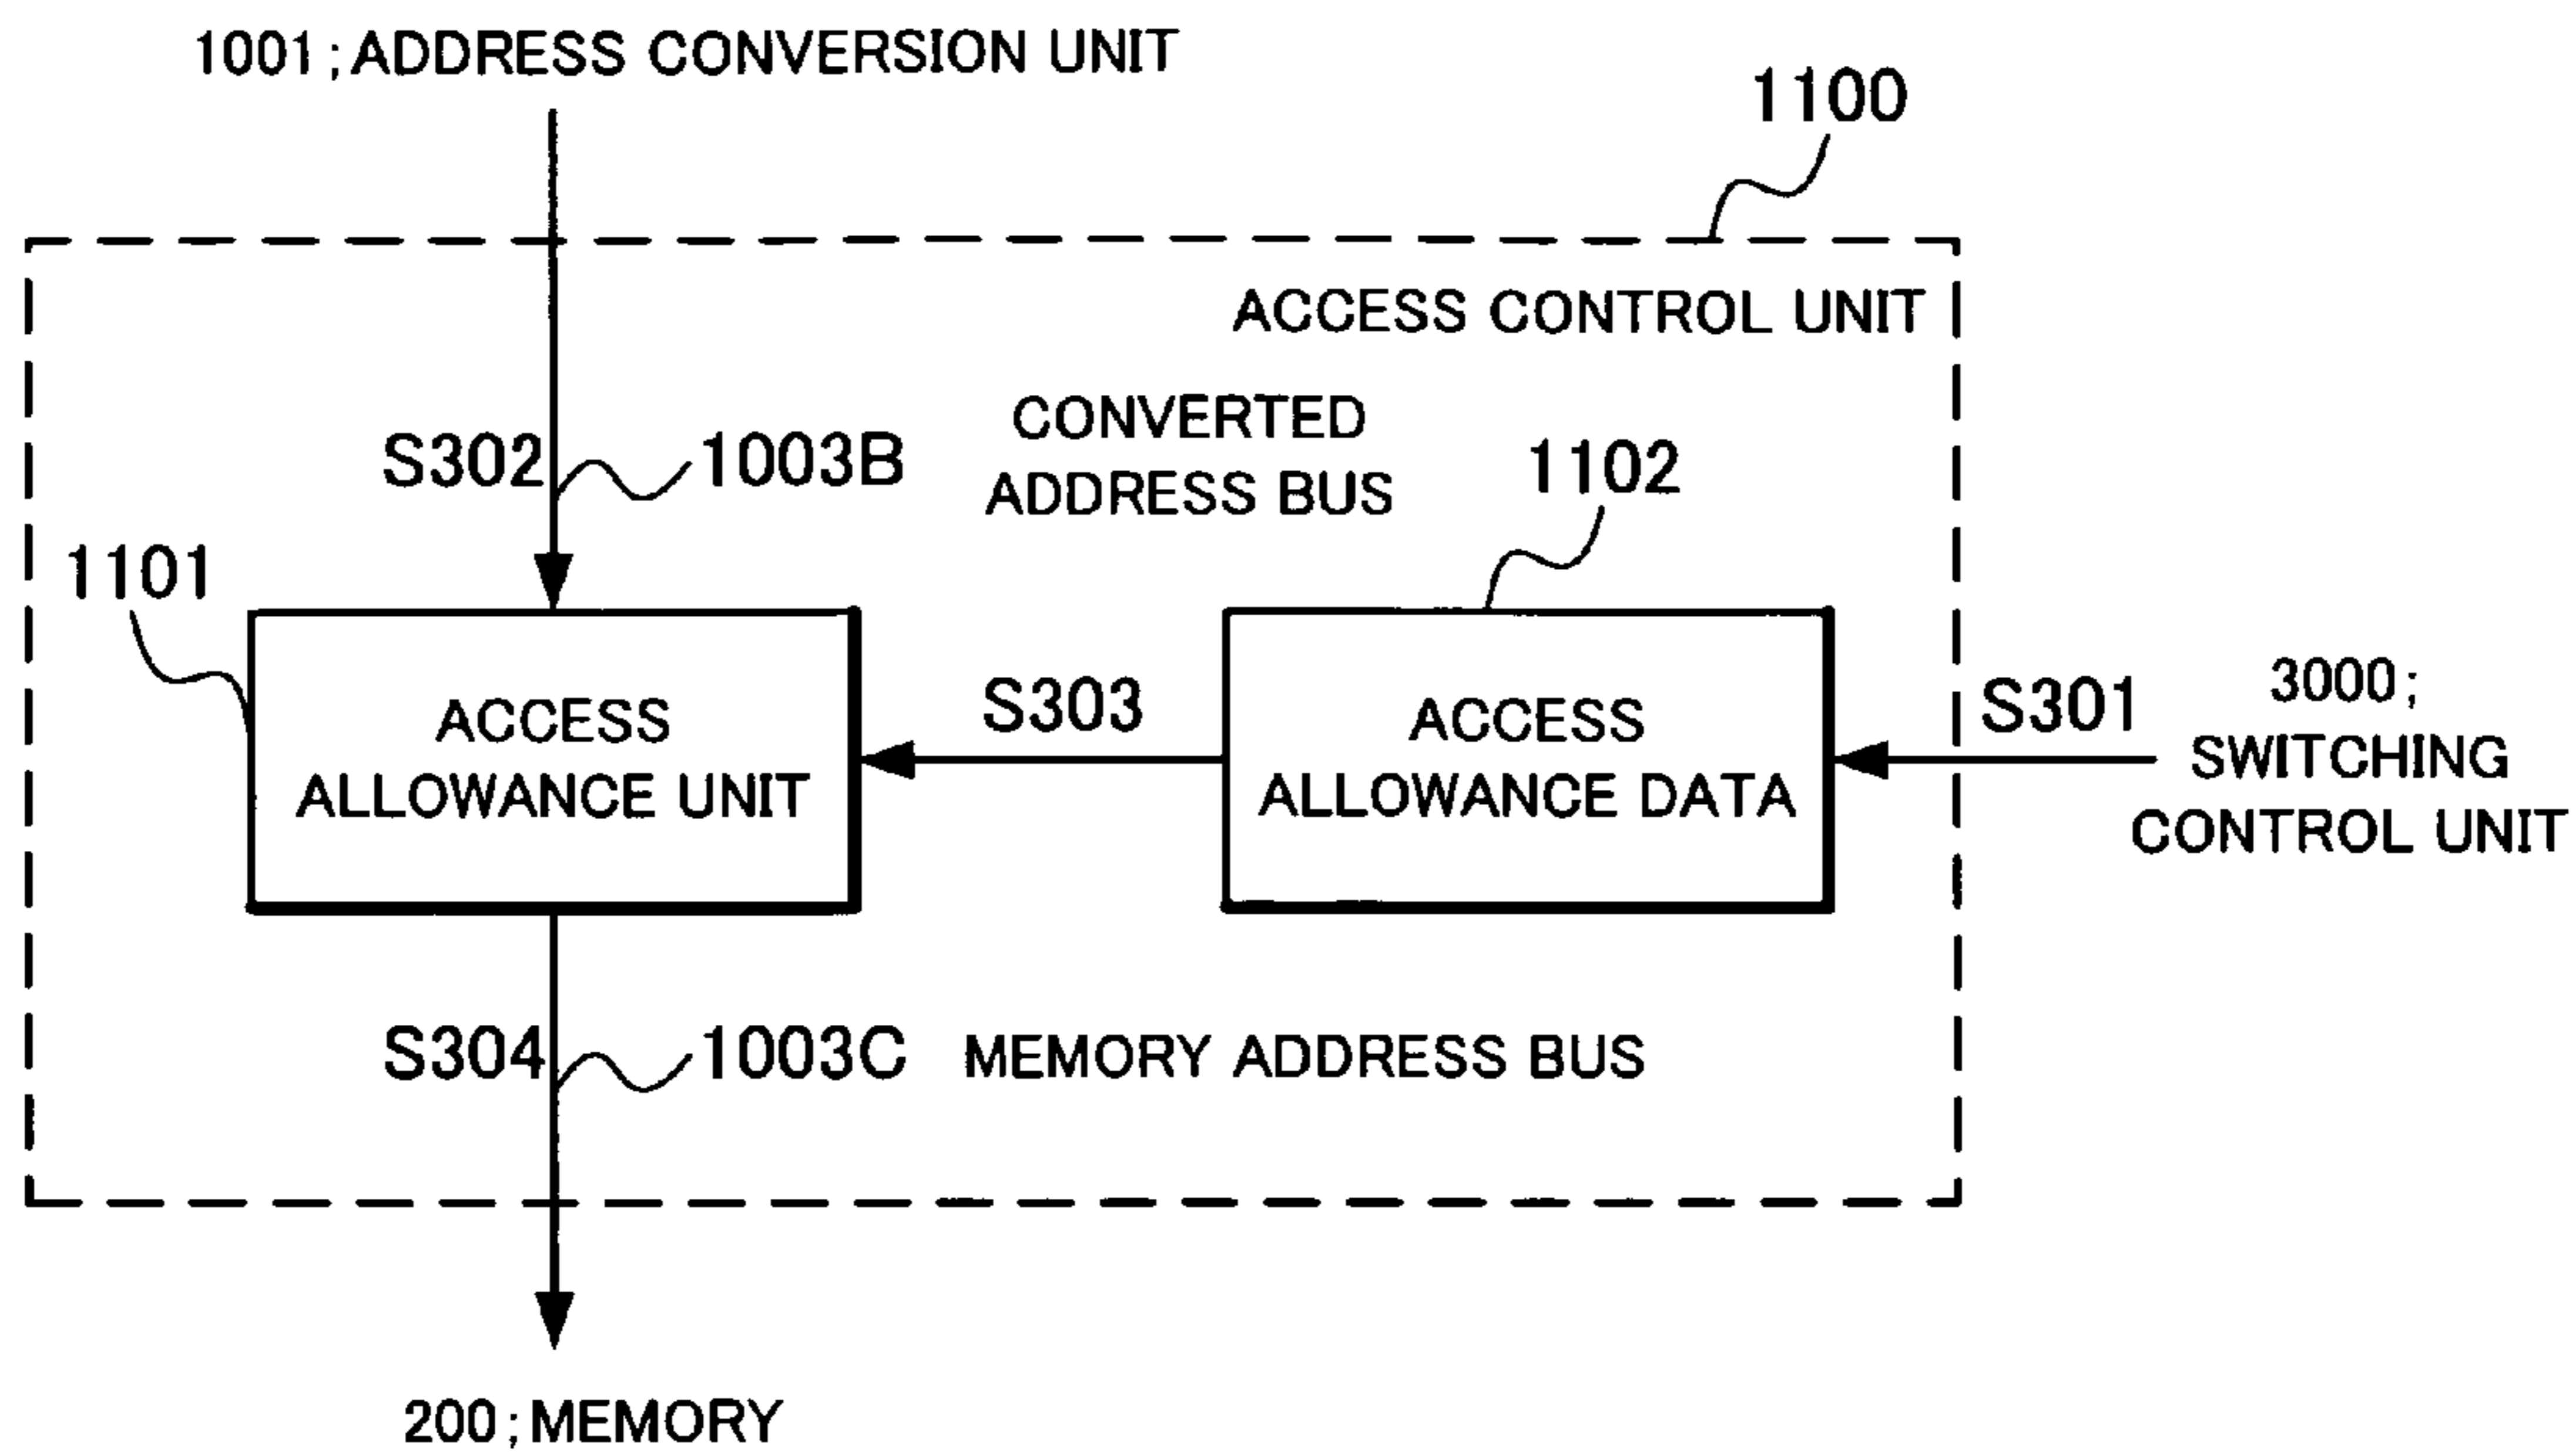 1001 ; ADDRESS CONVERSION UNIT
1100
ACCESS CONTROL UNIT
S302
1003B
CONVERTED
ADDRESS BUS
1102
1101
ACCESS
ALLOWANCE UNIT
S303
ACCESS
ALLOWANCE DATA
S301
3000 ;
SWITCHING
CONTROL UNIT
S304
1003C
MEMORY ADDRESS BUS
200 ; MEMORY